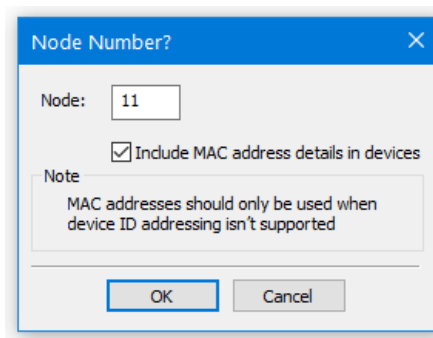 Node Number?
Node: 11
Include MAC address details in devices
Note
MAC addresses should only be used when
device ID addressing isn't supported
OK Cancel